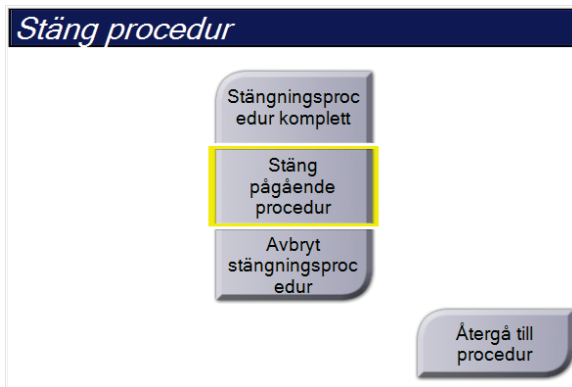 Stäng procedur
Stängningsproc
edur komplett
Stäng
pågående
procedur
Avbryt
stängningsproc
edur
Återgå till
procedur